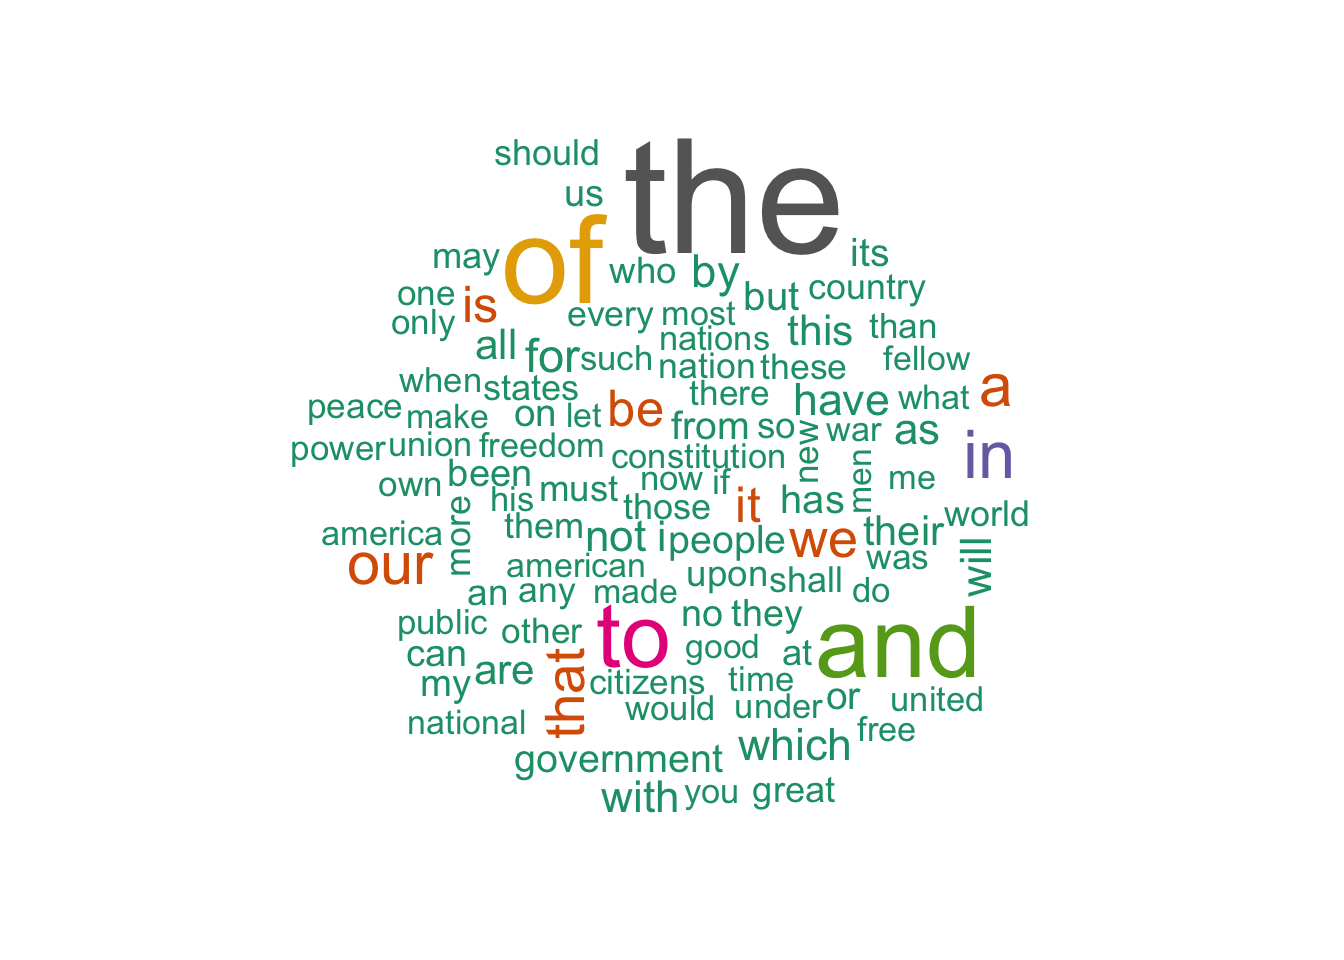 should
the
us
of
may
who
by
its
one
is
but
country
only
every
most
this
than
all
for
such
nations
nation
these
fellow
when
states
there
have
what
a
peace
make
on
let
be
from
so
new
war
as
in
power
union
freedom
constitution
men
me
own
been
his
must
now
if
it
has
those
world
america
more
them
not
i
people
we
their
was
will
our
american
upon
shall
do
an
any
made
public
other
to
no
they
and
good
at
can
my
are
that
citizens
time
or
united
national
would
under
free
government
which
with
you
great